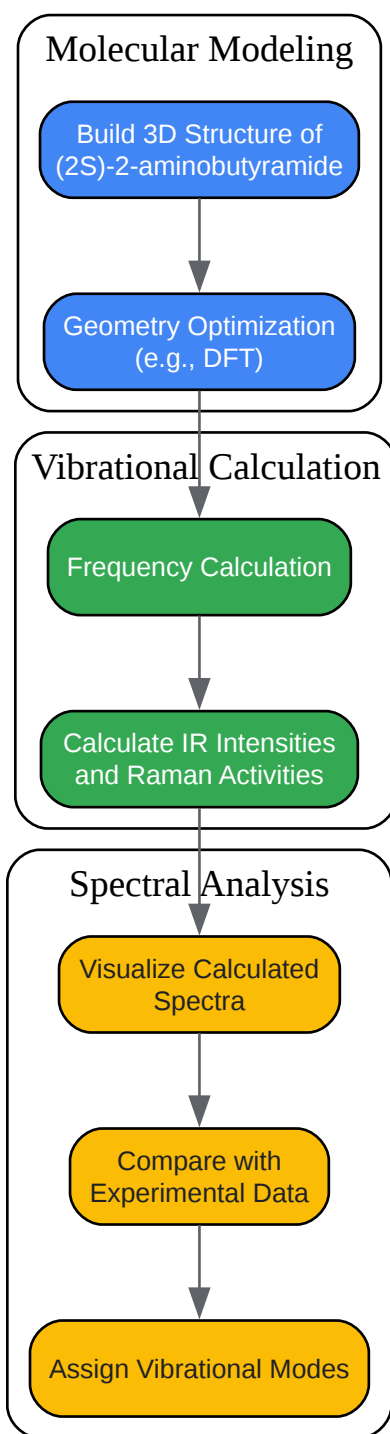 Molecular Modeling
Build 3D Structure of
(2S)-2-aminobutyramide
Geometry Optimization
(e.g., DFT)
Vibrational Calculation
Frequency Calculation
Calculate IR Intensities
and Raman Activities
Spectral Analysis
Visualize Calculated
Spectra
Compare with
Experimental Data
Assign Vibrational Modes